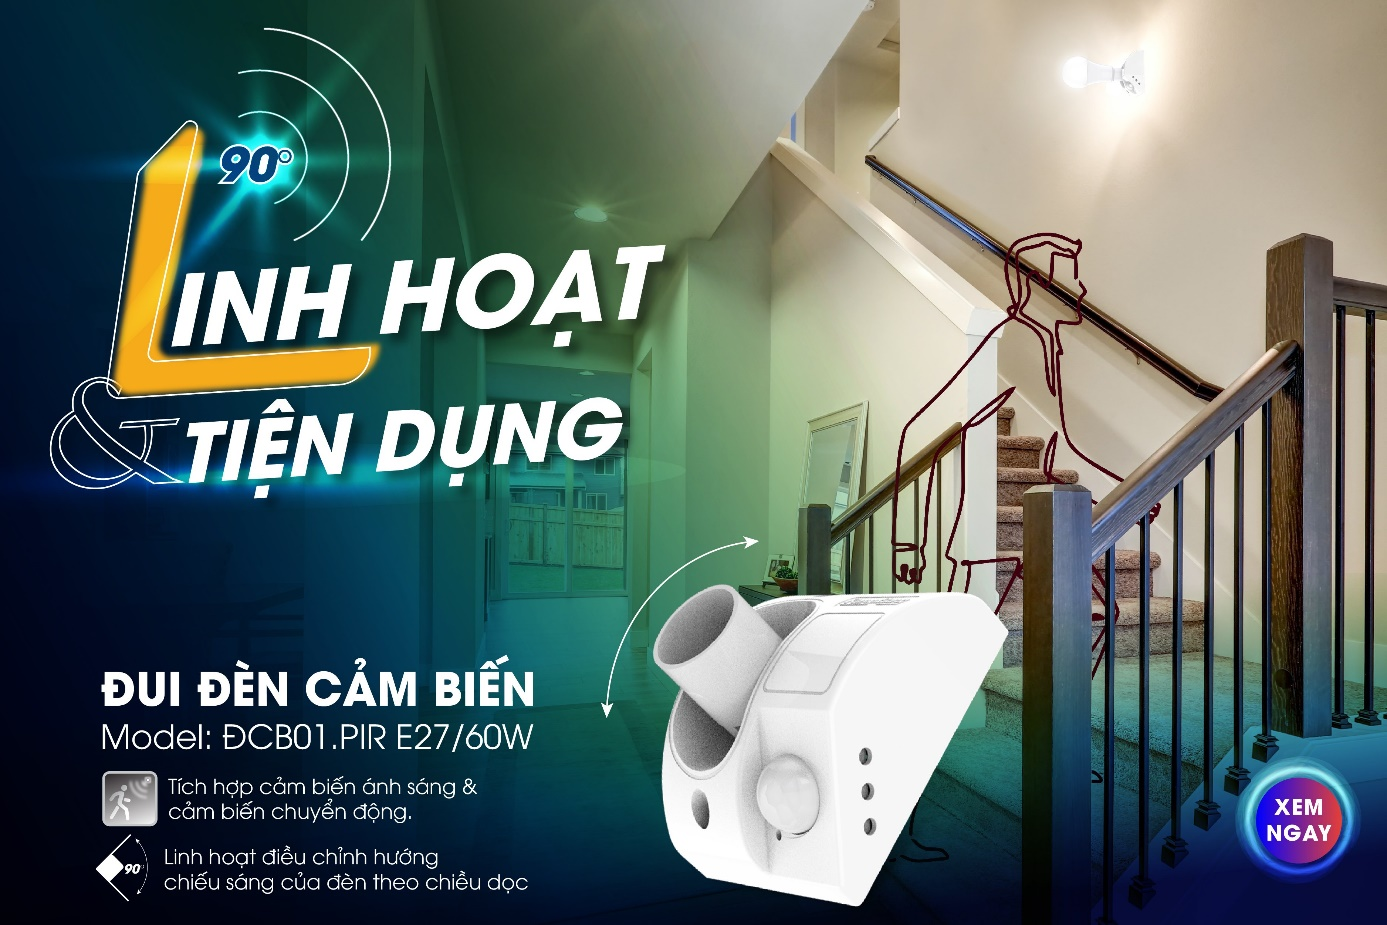 90°
LINH HOẠT
& TIỆN DỤNG
ĐUI ĐÈN CẢM BIẾN
Model: ĐCB01.PIR E27/60W
Tích hợp cảm biến ánh sáng &
cảm biến chuyển động.
90°
Linh hoạt điều chỉnh hướng
chiếu sáng của đèn theo chiều dọc
XEM
NGAY